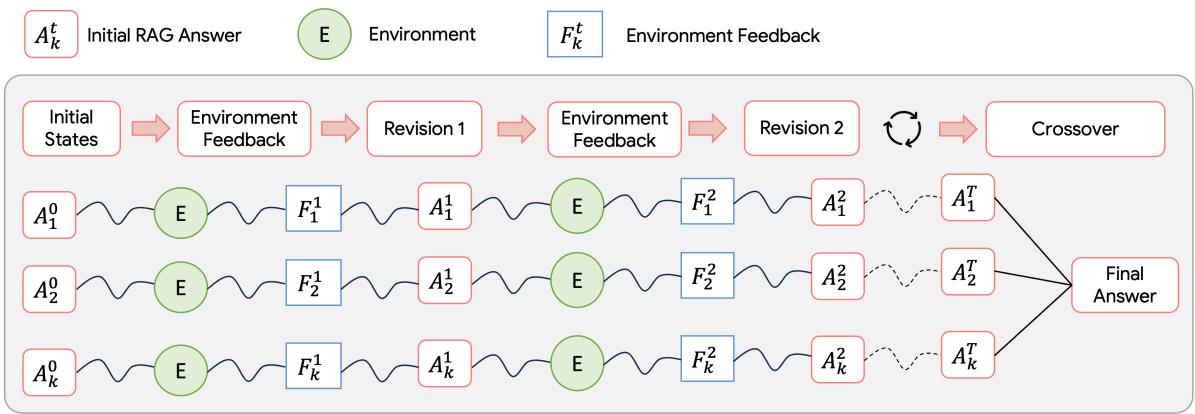 A_k^t Initial RAG Answer E Environment F_k^t Environment Feedback
Initial States Environment Feedback Revision 1 Environment Feedback Revision 2 Crossover
A_1^0 E F_1^1 A_1^1 E F_1^2 A_1^2 A_1^T
A_2^0 E F_2^1 A_2^1 E F_2^2 A_2^2 A_2^T
Final Answer
A_k^0 E F_k^1 A_k^1 E F_k^2 A_k^2 A_k^T